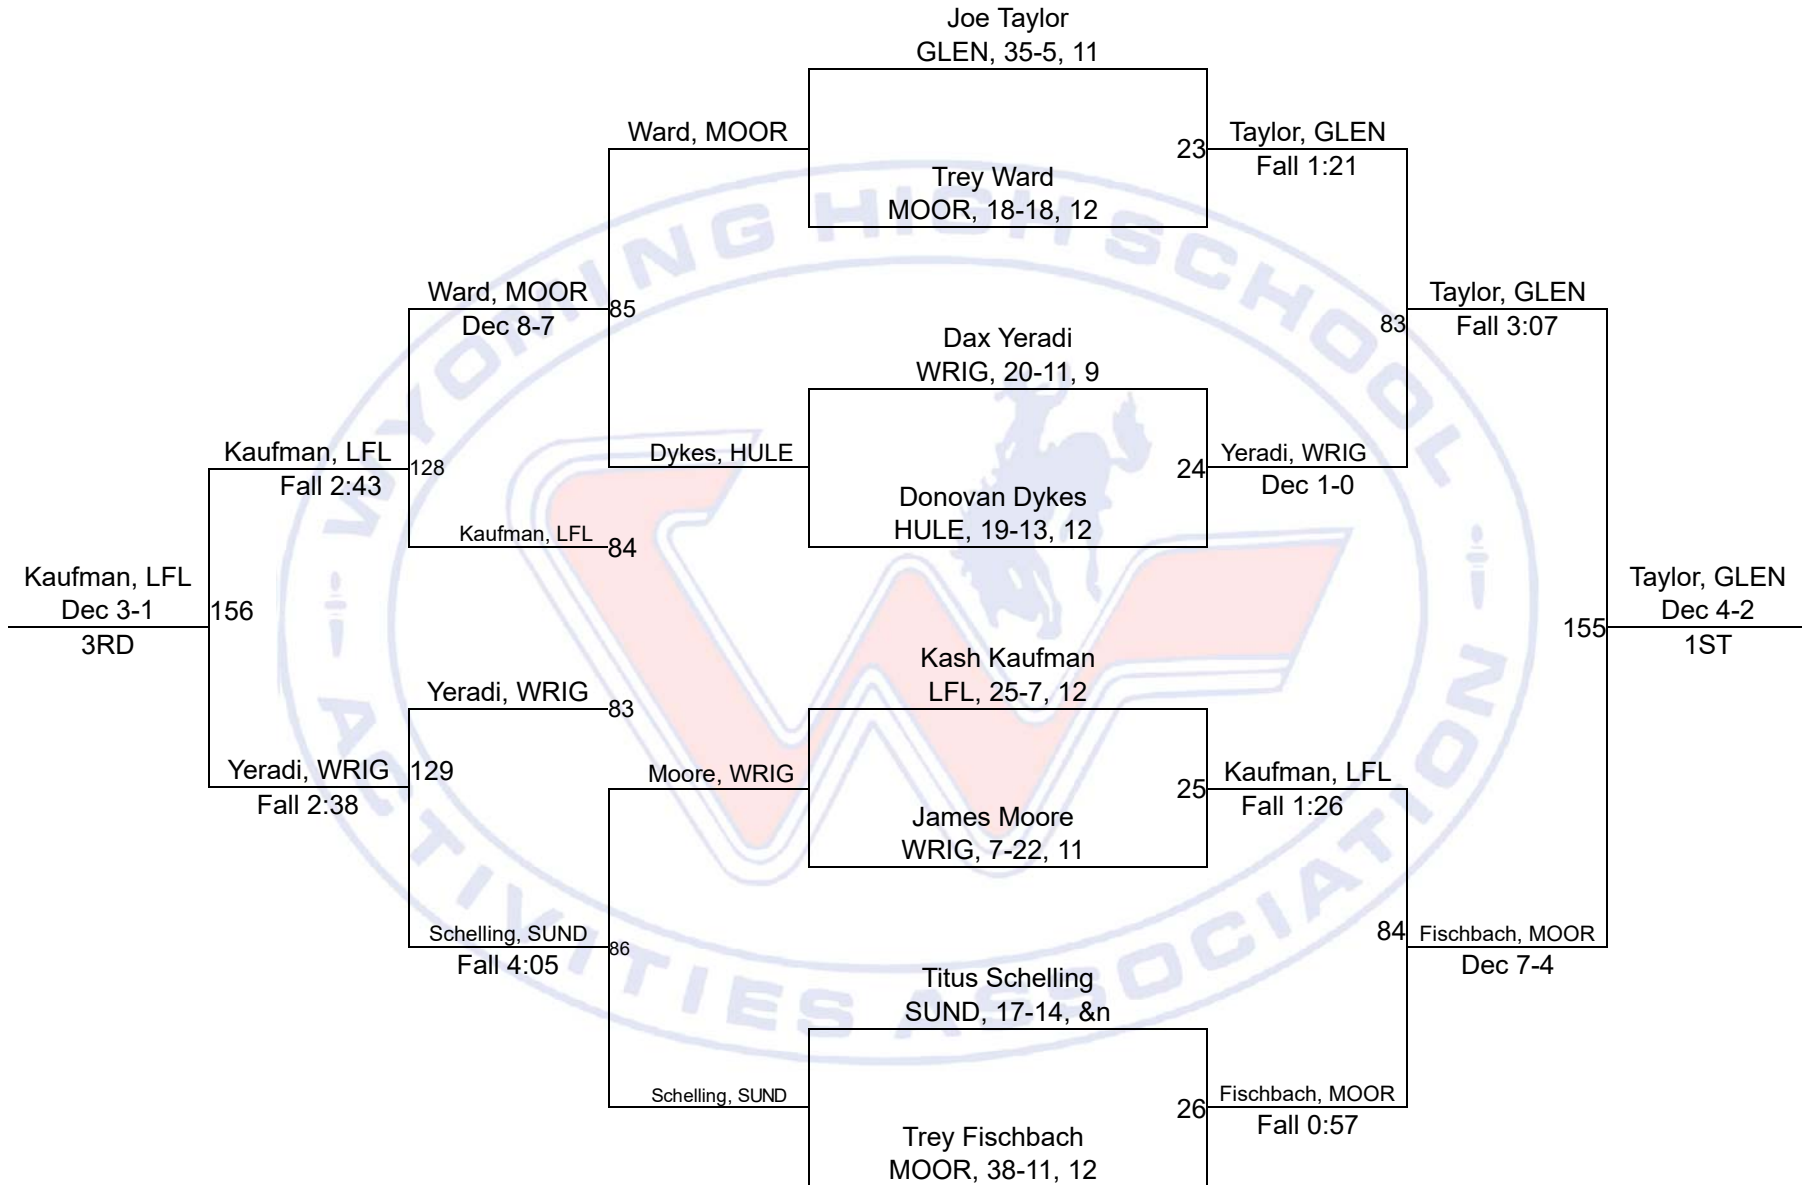 Joe Taylor
GLEN, 35-5, 11
Ward, MOOR
23
Taylor, GLEN
Fall 1:21
Trey Ward
MOOR, 18-18, 12
Ward, MOOR
Dec 8-7
85
Taylor, GLEN
Fall 3:07
83
Dax Yeradi
WRIG, 20-11, 9
Kaufman, LFL
Fall 2:43
128
Dykes, HULE
24
Yeradi, WRIG
Dec 1-0
Donovan Dykes
HULE, 19-13, 12
Kaufman, LFL
84
Kaufman, LFL
Dec 3-1
3RD
156
155
Taylor, GLEN
Dec 4-2
1ST
Kash Kaufman
LFL, 25-7, 12
Yeradi, WRIG
83
Yeradi, WRIG
Fall 2:38
129
Moore, WRIG
25
Kaufman, LFL
Fall 1:26
James Moore
WRIG, 7-22, 11
Schelling, SUND
Fall 4:05
86
84
Fischbach, MOOR
Dec 7-4
Titus Schelling
SUND, 17-14, &n
Schelling, SUND
26
Fischbach, MOOR
Fall 0:57
Trey Fischbach
MOOR, 38-11, 12
WYOMING HIGH SCHOOL
ACTIVITIES ASSOCIATION